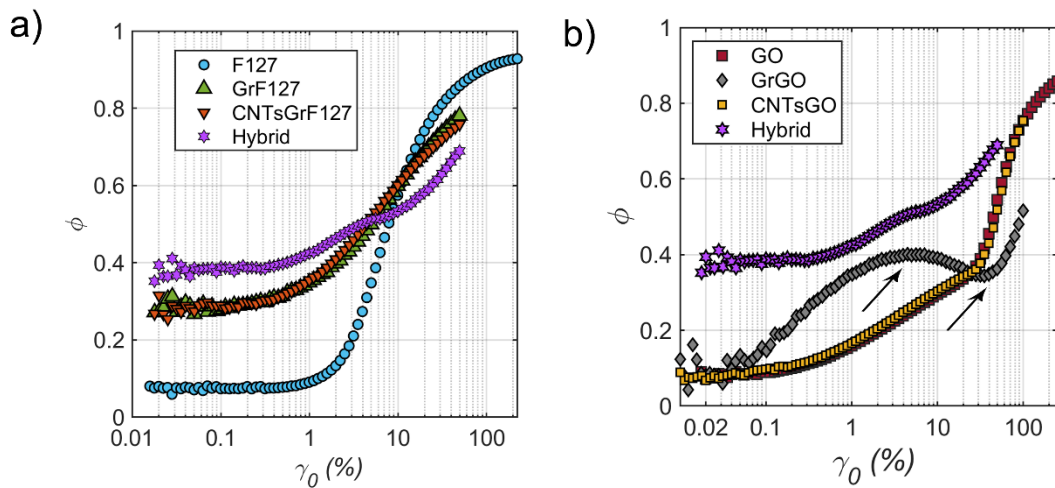 a)
1
0.8
0.6
0.4
0.2
0
ϕ
F127
GrF127
CNTsGrF127
Hybrid
0.01 0.1 1 10 100
γ0 (%)
b)
1
0.8
0.6
0.4
0.2
0
ϕ
GO
GrGO
CNTsGO
Hybrid
0.02 0.1 1 10 100
γ0 (%)